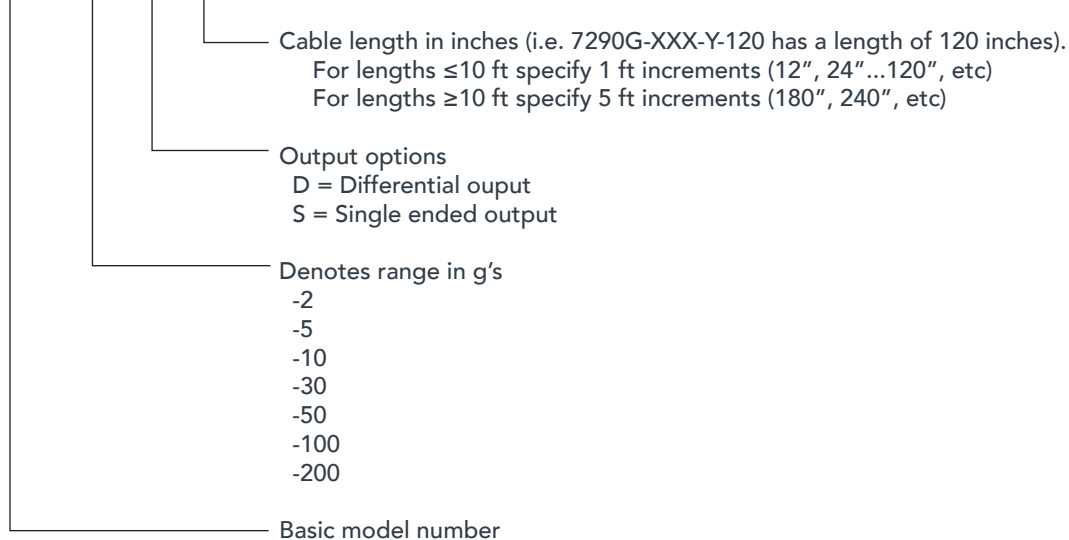 Cable length in inches (i.e. 7290G-XXX-Y-120 has a length of 120 inches).
For lengths ≤10 ft specify 1 ft increments (12”, 24”...120”, etc)
For lengths ≥10 ft specify 5 ft increments (180”, 240”, etc)
Output options
D = Differential ouput
S = Single ended output
Denotes range in g’s
-2
-5
-10
-30
-50
-100
-200
Basic model number